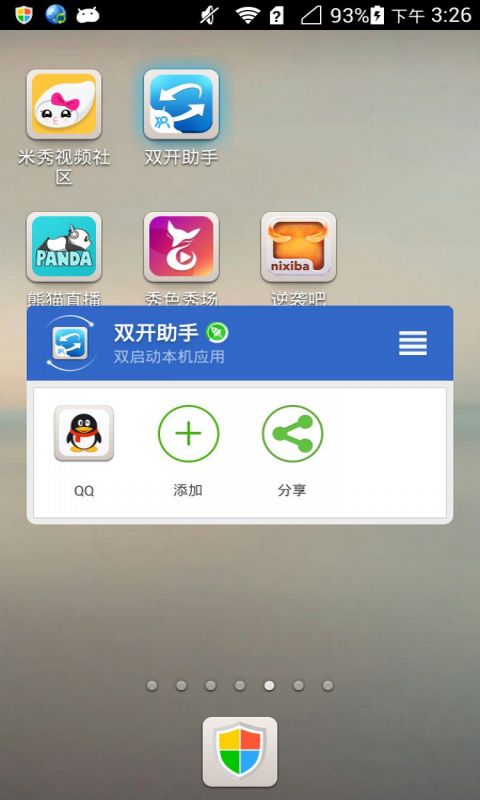 93% 下午 3:26
米秀视频社
区
双开助手
PANDA
nixiba
熊猫直播
秀色秀场
逆袭吧
双开助手
双启动本机应用
QQ
添加
分享